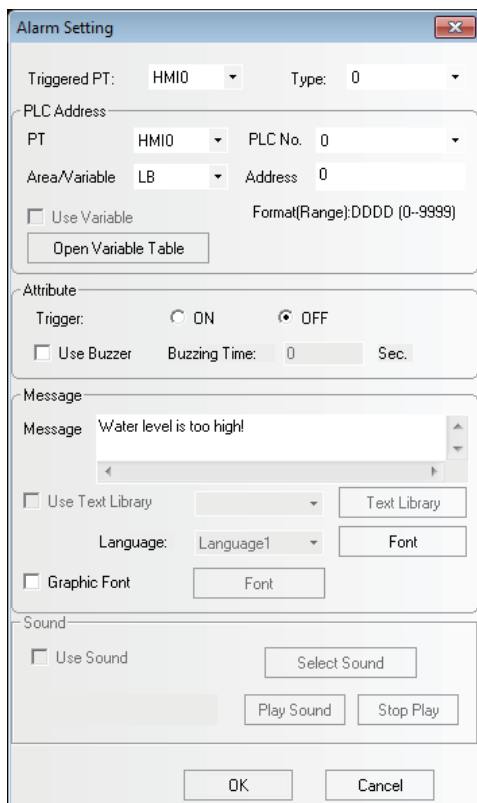 Alarm Setting
Triggered PT: HMI0 Type: 0
PLC Address
PT HMI0 PLC No. 0
Area/Variable LB Address 0
Use Variable Format(Range):DDDD (0--9999)
Open Variable Table
Attribute
Trigger: ON OFF
Use Buzzer Buzzing Time: 0 Sec.
Message
Message Water level is too high!
Use Text Library Text Library
Language: Language1 Font
Graphic Font Font
Sound
Use Sound Select Sound
Play Sound Stop Play
OK Cancel